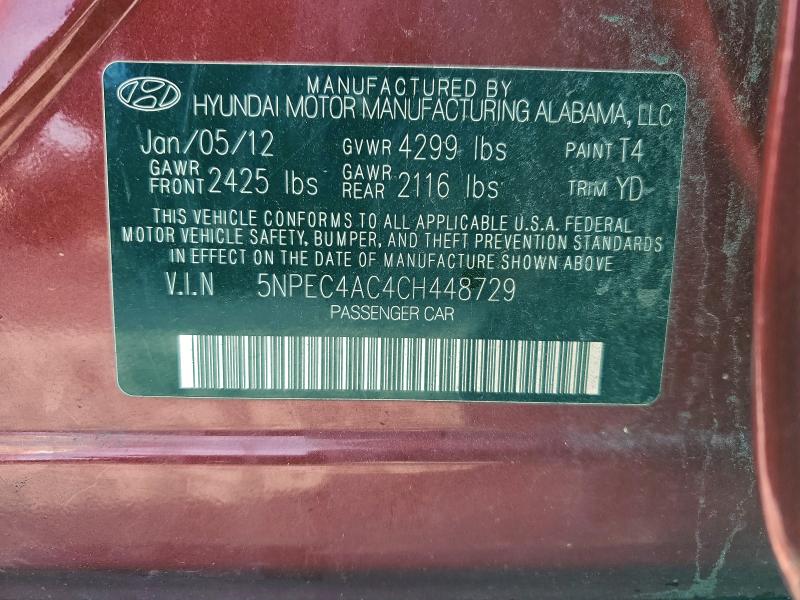 MANUFACTURED BY
HYUNDAI MOTOR MANUFACTURING ALABAMA, LLC
Jan/05/12 GVWR 4299 lbs PAINT T4
GAWR FRONT 2425 lbs GAWR REAR 2116 lbs TRIM YD
THIS VEHICLE CONFORMS TO ALL APPLICABLE U.S.A. FEDERAL
MOTOR VEHICLE SAFETY, BUMPER, AND THEFT PREVENTION STANDARDS
IN EFFECT ON THE DATE OF MANUFACTURE SHOWN ABOVE
V.I.N 5NPEC4AC4CH448729
PASSENGER CAR